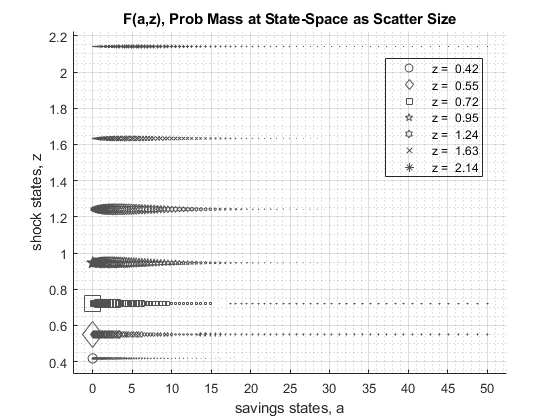 F(a,z), Prob Mass at State-Space as Scatter Size
2.2
2
1.8
1.6
1.4
1.2
1
0.8
0.6
0.4
shock states, z
z = 0.42
z = 0.55
z = 0.72
z = 0.95
z = 1.24
z = 1.63
z = 2.14
0 5 10 15 20 25 30 35 40 45 50
savings states, a